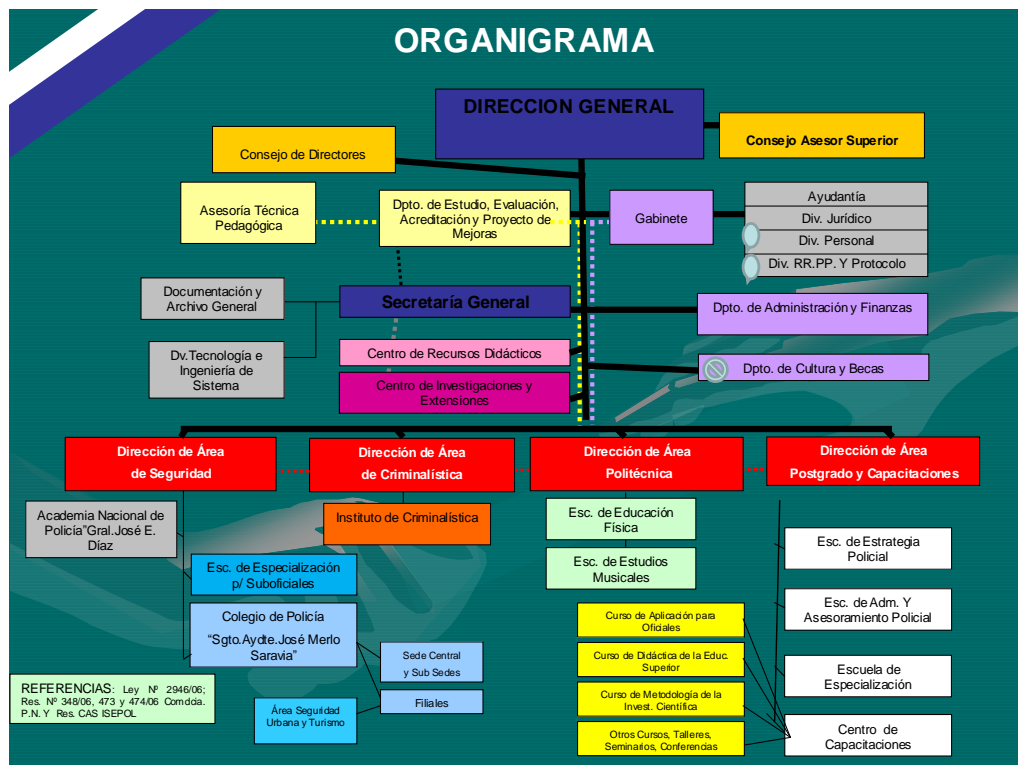 ORGANIGRAMA
DIRECCION GENERAL
Consejo Asesor Superior
Consejo de Directores
Asesoría Técnica
Pedagógica
Dpto. de Estudio, Evaluación,
Acreditación y Proyecto de
Mejoras
Gabinete
Ayudantía
Div. Jurídico
Div. Personal
Div. RR.PP. Y Protocolo
Documentación y
Archivo General
Secretaría General
Dpto. de Administración y Finanzas
Dv.Tecnología e
Ingeniería de
Sistema
Centro de Recursos Didácticos
Dpto. de Cultura y Becas
Centro de Investigaciones y
Extensiones
Dirección de Área
de Seguridad
Dirección de Área
de Criminalística
Dirección de Área
Politécnica
Dirección de Área
Postgrado y Capacitaciones
Academia Nacional de
Policía"Gral.José E.
Díaz
Instituto de Criminalística
Esc. de Educación
Física
Esc. de Estudios
Musicales
Esc. de Estrategia
Policial
Esc. de Especialización
p/ Suboficiales
Esc. de Adm. Y
Asesoramiento Policial
Colegio de Policía
"Sgto.Aydte.José Merlo
Saravia"
Sede Central
y Sub Sedes
Filiales
Área Seguridad
Urbana y Turismo
Curso de Aplicación para
Oficiales
Curso de Didáctica de la Educ.
Superior
Curso de Metodología de la
Invest. Científica
Otros Cursos, Talleres,
Seminarios, Conferencias
Escuela de
Especialización
Centro de
Capacitaciones
REFERENCIAS: Ley Nº 2946/06;
Res. Nº 348/06, 473 y 474/06 Comdcia.
P.N. Y Res. CAS ISEPOL